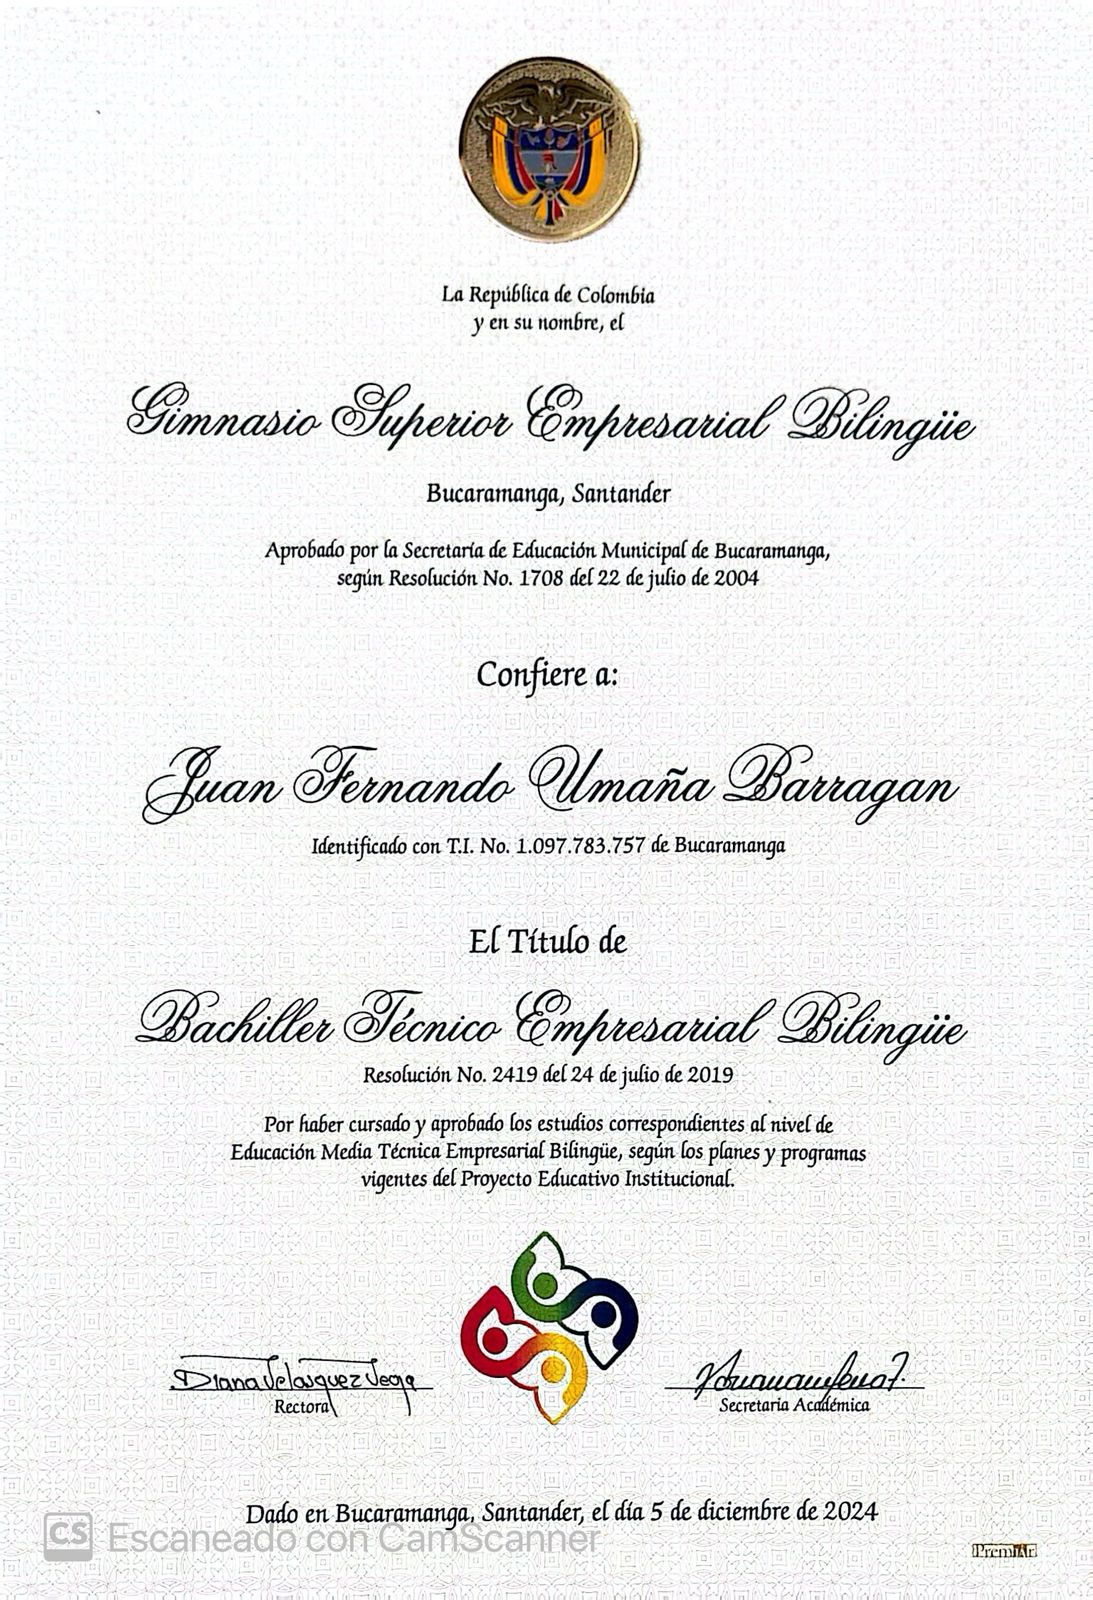 La República de Colombia
y en su nombre, el
Gimnasio Superior Empresarial Bilingüe
Bucaramanga, Santander
Aprobado por la Secretaría de Educación Municipal de Bucaramanga,
según Resolución No. 1708 del 22 de julio de 2004
Confiere a:
Juan Fernando Umaña Barragan
Identificado con T.I. No. 1.097.783.757 de Bucaramanga
El Título de
Bachiller Técnico Empresarial Bilingüe
Resolución No. 2419 del 24 de julio de 2019
Por haber cursado y aprobado los estudios correspondientes al nivel de
Educación Media Técnica Empresarial Bilingüe, según los planes y programas
vigentes del Proyecto Educativo Institucional.
Diana Velasquez Vega
Rectora
Secretaria Académica
Dado en Bucaramanga, Santander, el día 5 de diciembre de 2024
CS Escaneado con CamScanner
PremiAr